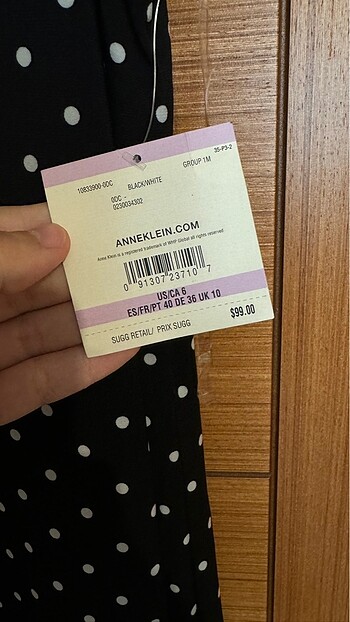 35-P3-2
10833900-0DC BLACK/WHITE GROUP 1M
0DC -
0230034302
ANNEKLEIN.COM
Anne Klein is a registered trademark of WHP Global all rights reserved
0 91307 23710 7
US/CA 6
ES/FR/PT 40 DE 36 UK 10
SUGG RETAIL/ PRIX SUGG $99.00